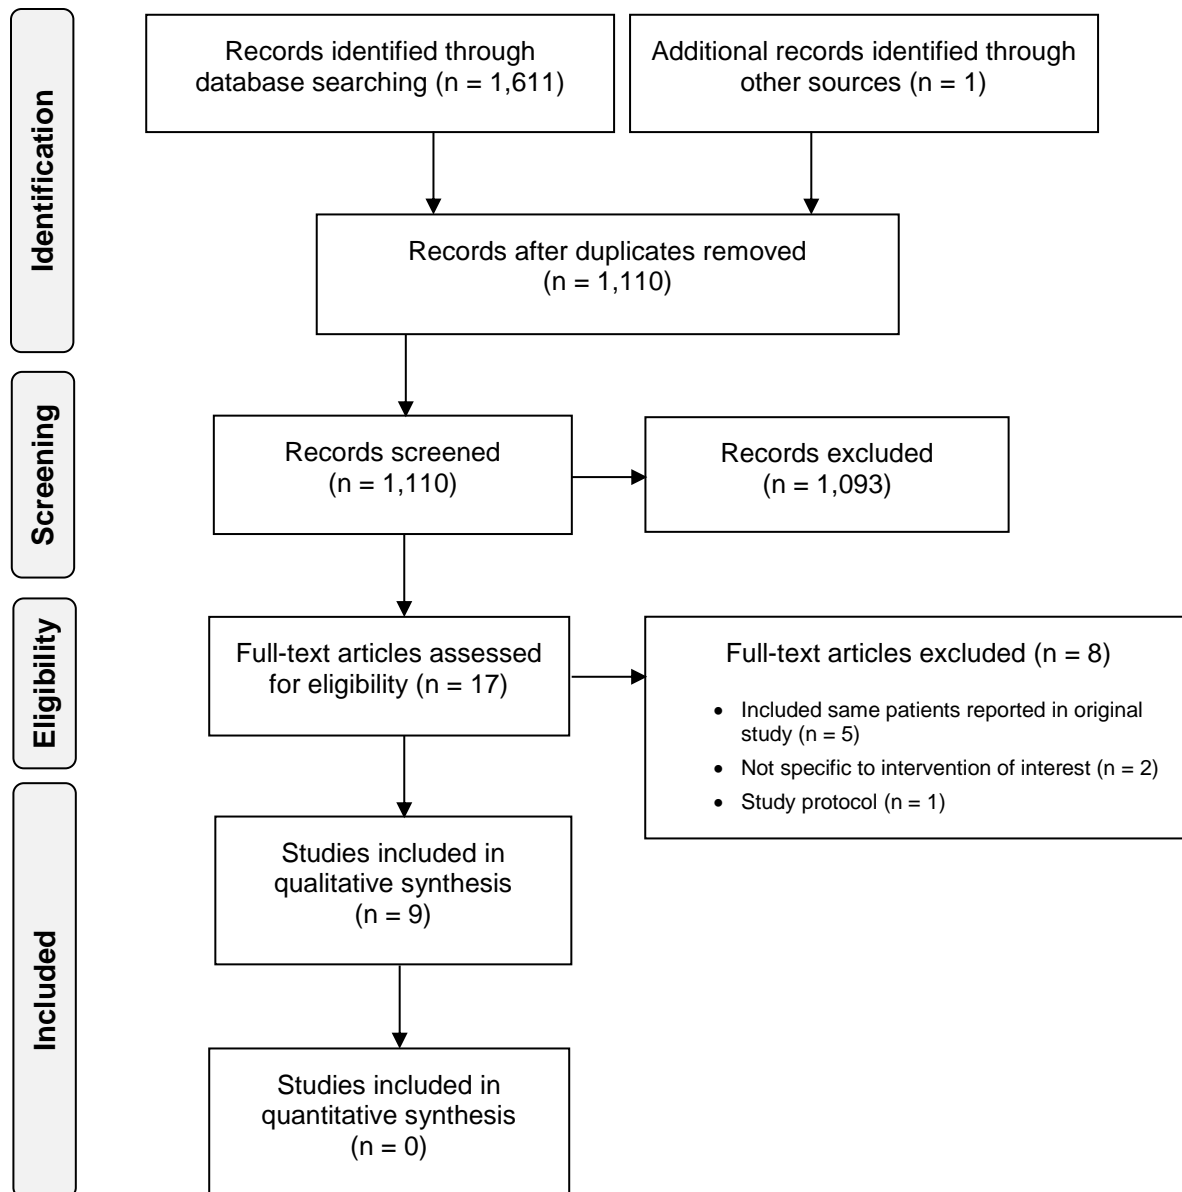 Identification
Records identified through
database searching (n = 1,611)
Additional records identified through
other sources (n = 1)
Records after duplicates removed
(n = 1,110)
Screening
Records screened
(n = 1,110)
Records excluded
(n = 1,093)
Eligibility
Full-text articles assessed
for eligibility (n = 17)
Full-text articles excluded (n = 8)
• Included same patients reported in original
study (n = 5)
• Not specific to intervention of interest (n = 2)
• Study protocol (n = 1)
Included
Studies included in
qualitative synthesis
(n = 9)
Studies included in
quantitative synthesis
(n = 0)